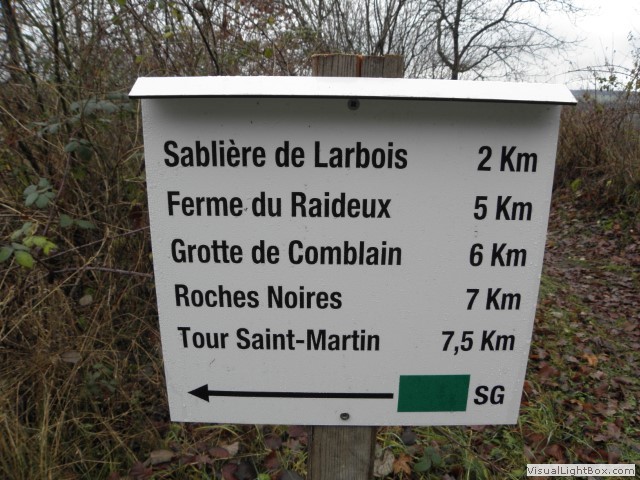 Sablière de Larbois 2 Km
Ferme du Raideux 5 Km
Grotte de Comblain 6 Km
Roches Noires 7 Km
Tour Saint-Martin 7,5 Km
SG
VisualLightBox.com